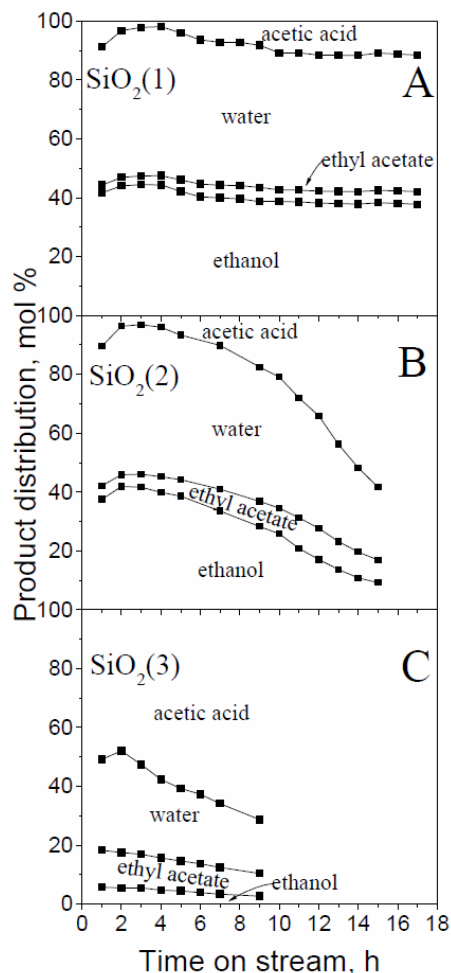 Product distribution, mol %
100
80
60
40
20
SiO₂(1)
A
acetic acid
water
ethyl acetate
ethanol
100
80
60
40
20
SiO₂(2)
B
acetic acid
water
ethyl acetate
ethanol
100
80
60
40
20
0
SiO₂(3)
C
acetic acid
water
ethyl acetate
ethanol
0 2 4 6 8 10 12 14 16 18
Time on stream, h